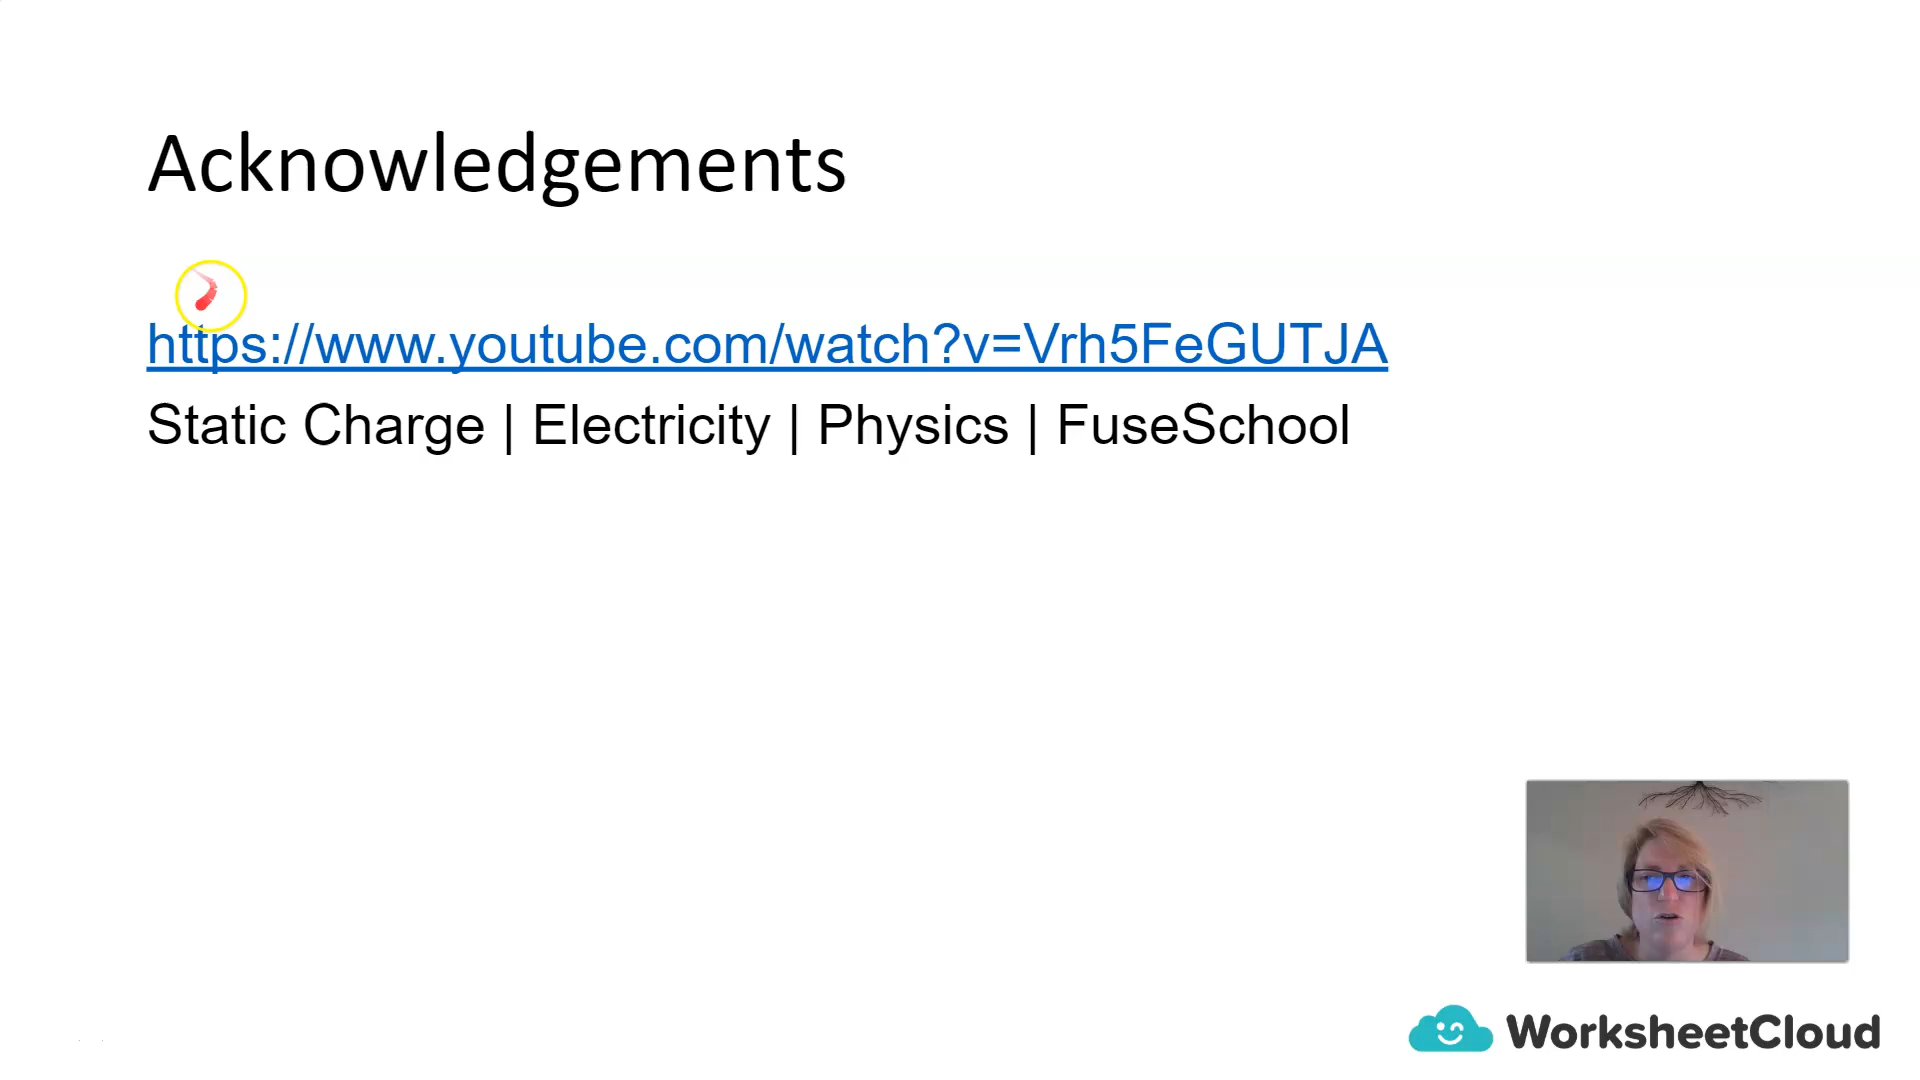 Acknowledgements
https://www.youtube.com/watch?v=Vrh5FeGUTJA
Static Charge | Electricity | Physics | FuseSchool
WorksheetCloud